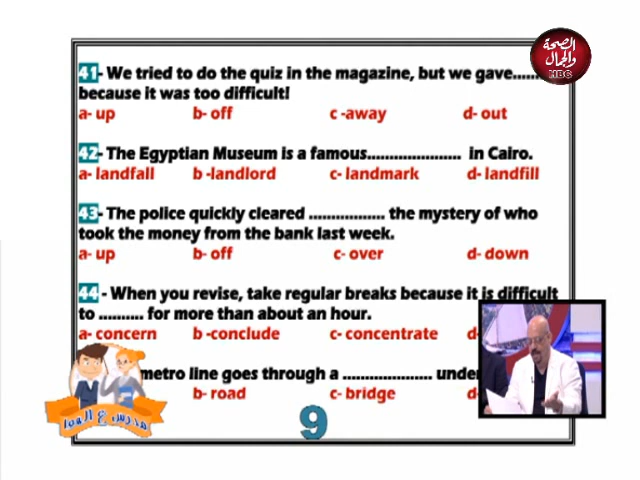 الصحة
والجمال
HBC
41- We tried to do the quiz in the magazine, but we gave.......
because it was too difficult!
a- up b- off c -away d- out
42- The Egyptian Museum is a famous...................... in Cairo.
a- landfall b -landlord c- landmark d- landfill
43- The police quickly cleared .................. the mystery of who
took the money from the bank last week.
a- up b- off c- over d- down
44 - When you revise, take regular breaks because it is difficult
to .......... for more than about an hour.
a- concern b -conclude c- concentrate d-
metro line goes through a ..................... under
b- road c- bridge d-
مدرس ع الهوا
9